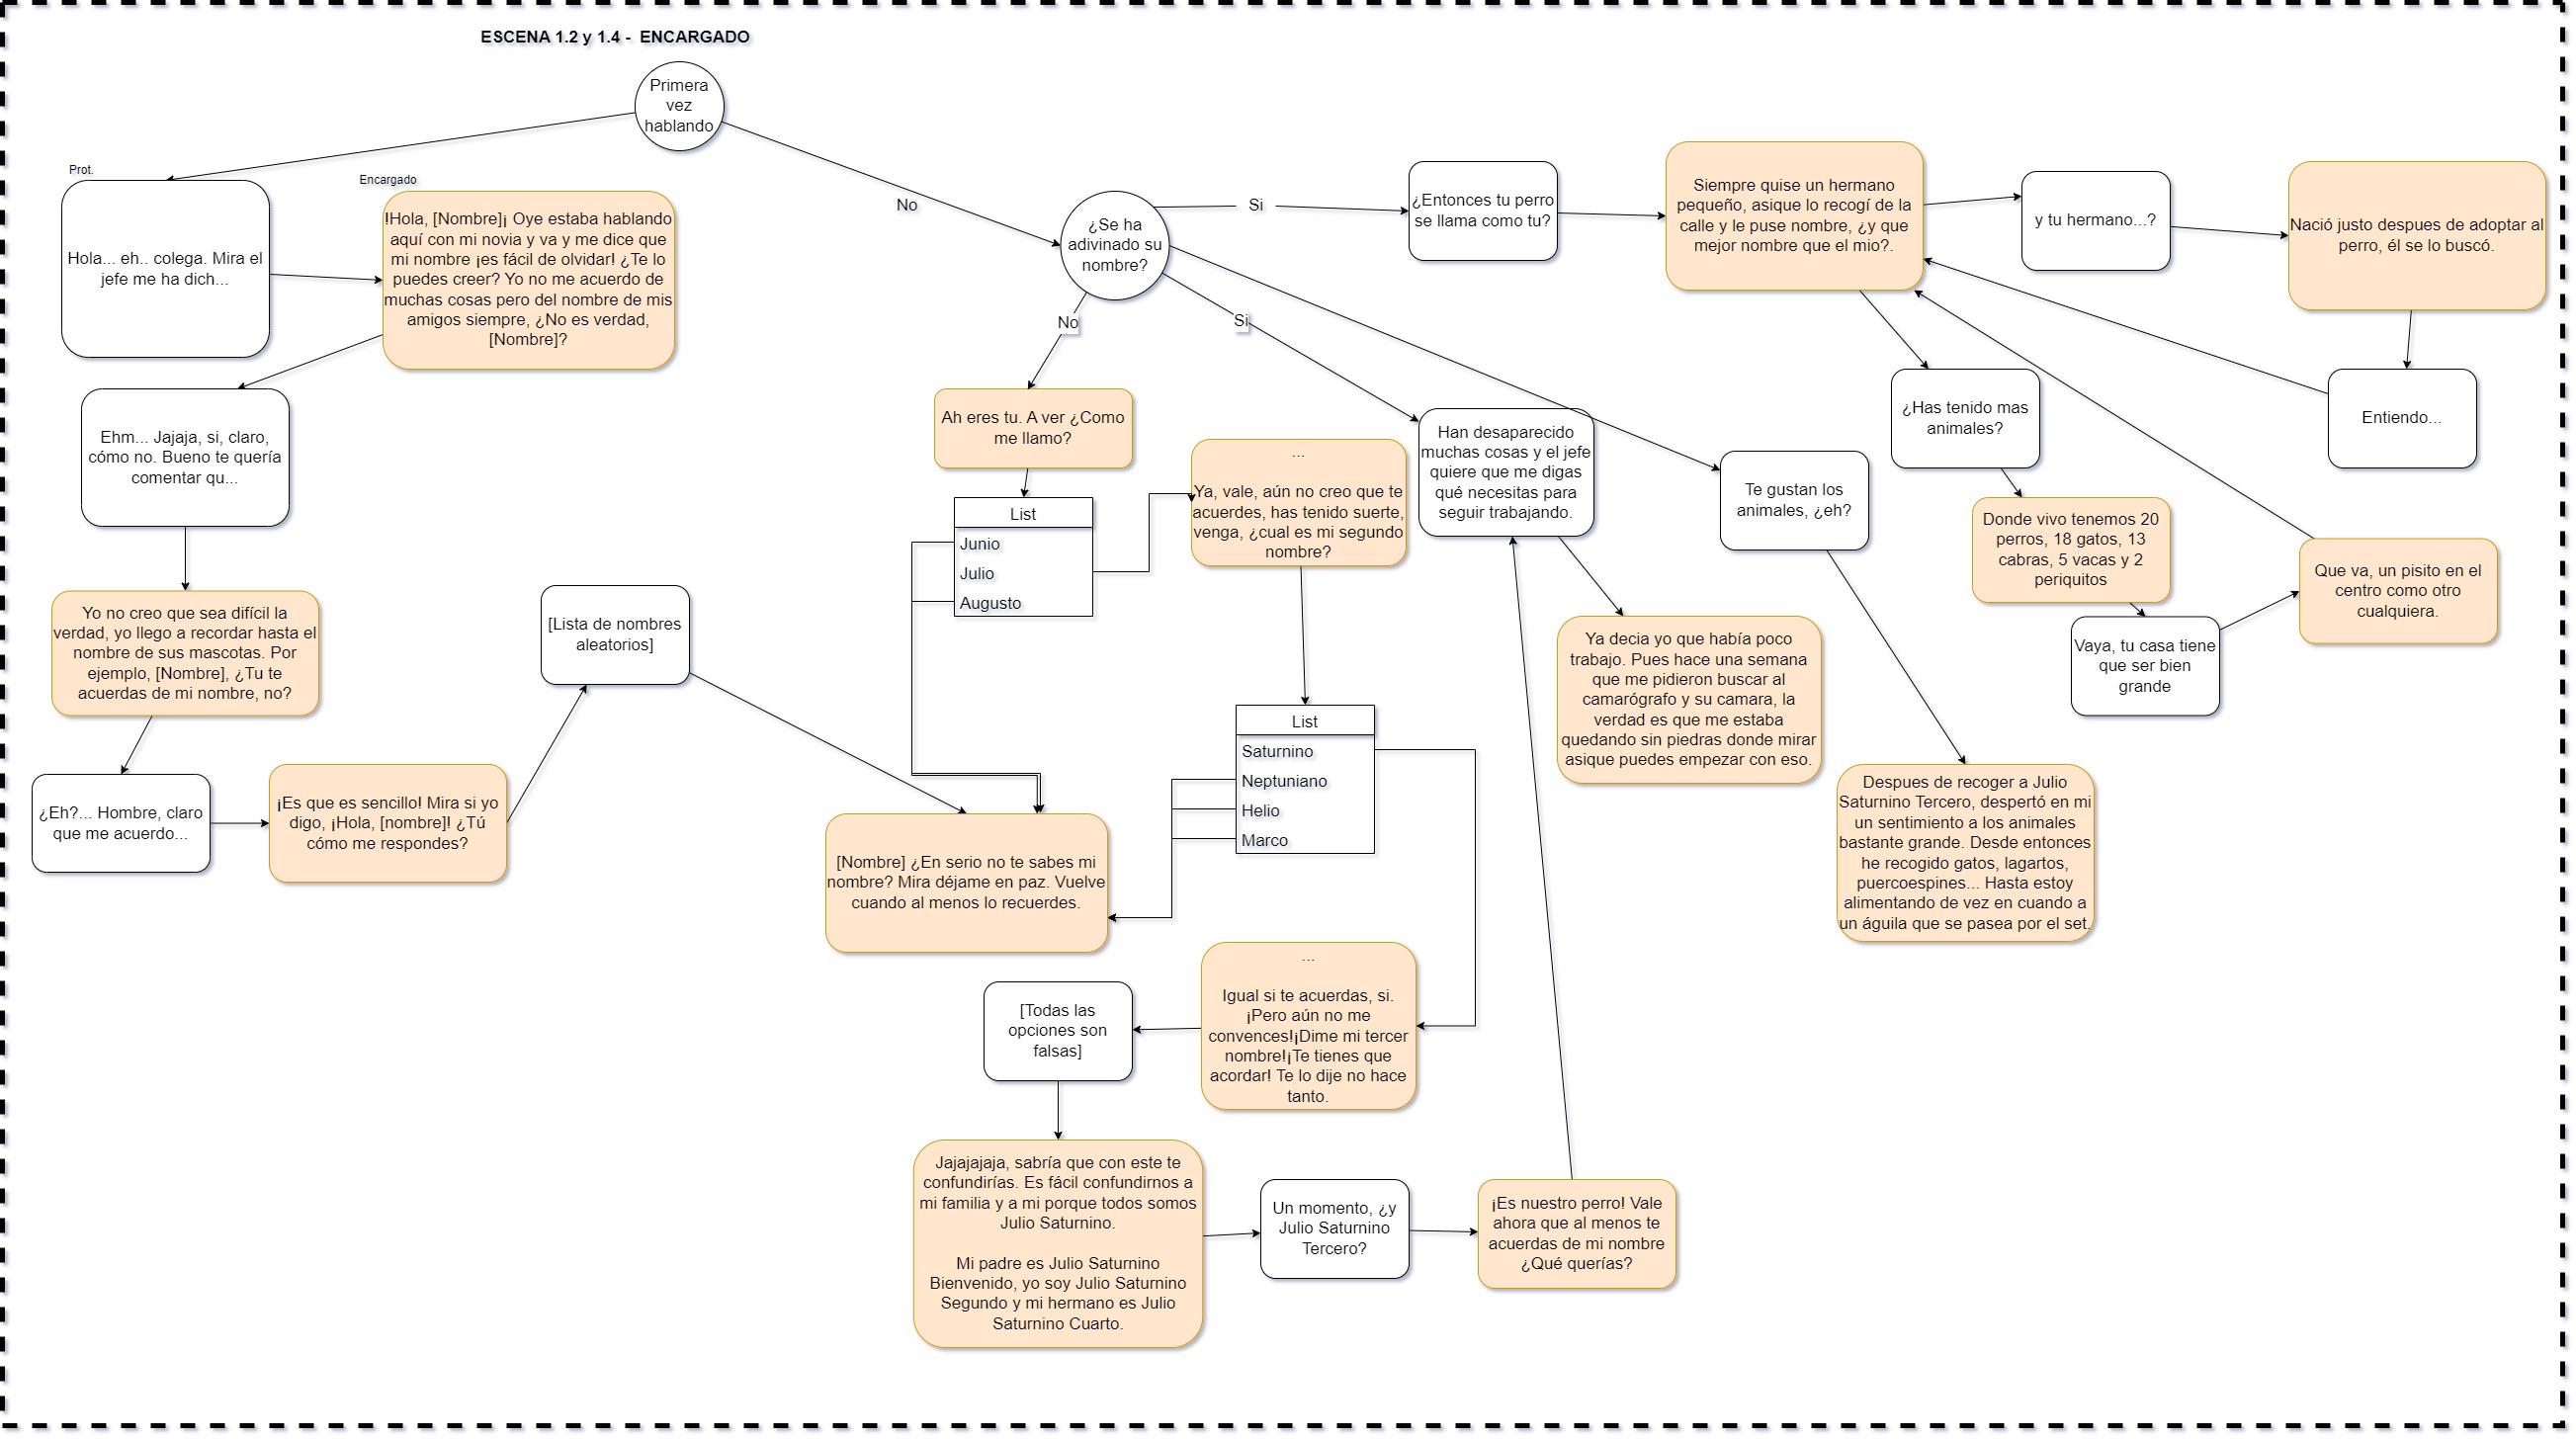 ESCENA 1.2 y 1.4 -  ENCARGADO
Primera
vez
hablando
Prot.
Hola... eh.. colega. Mira el
jefe me ha dich...
Encargado
!Hola, [Nombre]¡ Oye estaba hablando
aquí con mi novia y va y me dice que
mi nombre ¡es fácil de olvidar! ¿Te lo
puedes creer? Yo no me acuerdo de
muchas cosas pero del nombre de mis
amigos siempre, ¿No es verdad,
[Nombre]?
Ehm... Jajaja, si, claro,
cómo no. Bueno te quería
comentar qu...
Yo no creo que sea difícil la
verdad, yo llego a recordar hasta el
nombre de sus mascotas. Por
ejemplo, [Nombre], ¿Tu te
acuerdas de mi nombre, no?
¿Eh?... Hombre, claro
que me acuerdo...
¡Es que es sencillo! Mira si yo
digo, ¡Hola, [nombre]! ¿Tú
cómo me respondes?
[Lista de nombres
aleatorios]
No
¿Se ha
adivinado su
nombre?
No
Ah eres tu. A ver ¿Como
me llamo?
List
Junio
Julio
Augusto
...
Ya, vale, aún no creo que te
acuerdes, has tenido suerte,
venga, ¿cual es mi segundo
nombre?
List
Saturnino
Neptuniano
Helio
Marco
[Nombre] ¿En serio no te sabes mi
nombre? Mira déjame en paz. Vuelve
cuando al menos lo recuerdes.
...
Igual si te acuerdas, si.
¡Pero aún no me
convences!¡Dime mi tercer
nombre!¡Te tienes que
acordar! Te lo dije no hace
tanto.
[Todas las
opciones son
falsas]
Jajajajaja, sabría que con este te
confundirías. Es fácil confundirnos a
mi familia y a mi porque todos somos
Julio Saturnino.
Mi padre es Julio Saturnino
Bienvenido, yo soy Julio Saturnino
Segundo y mi hermano es Julio
Saturnino Cuarto.
Un momento, ¿y
Julio Saturnino
Tercero?
¡Es nuestro perro! Vale
ahora que al menos te
acuerdas de mi nombre
¿Qué querías?
Si
Han desaparecido
muchas cosas y el jefe
quiere que me digas
qué necesitas para
seguir trabajando.
Ya decia yo que había poco
trabajo. Pues hace una semana
que me pidieron buscar al
camarógrafo y su camara, la
verdad es que me estaba
quedando sin piedras donde mirar
asique puedes empezar con eso.
Te gustan los
animales, ¿eh?
Despues de recoger a Julio
Saturnino Tercero, despertó en mi
un sentimiento a los animales
bastante grande. Desde entonces
he recogido gatos, lagartos,
puercoespines... Hasta estoy
alimentando de vez en cuando a
un águila que se pasea por el set.
Si
¿Entonces tu perro
se llama como tu?
Siempre quise un hermano
pequeño, asique lo recogí de la
calle y le puse nombre, ¿y que
mejor nombre que el mio?.
y tu hermano...?
Nació justo despues de adoptar al
perro, él se lo buscó.
Entiendo...
¿Has tenido mas
animales?
Donde vivo tenemos 20
perros, 18 gatos, 13
cabras, 5 vacas y 2
periquitos
Vaya, tu casa tiene
que ser bien
grande
Que va, un pisito en el
centro como otro
cualquiera.